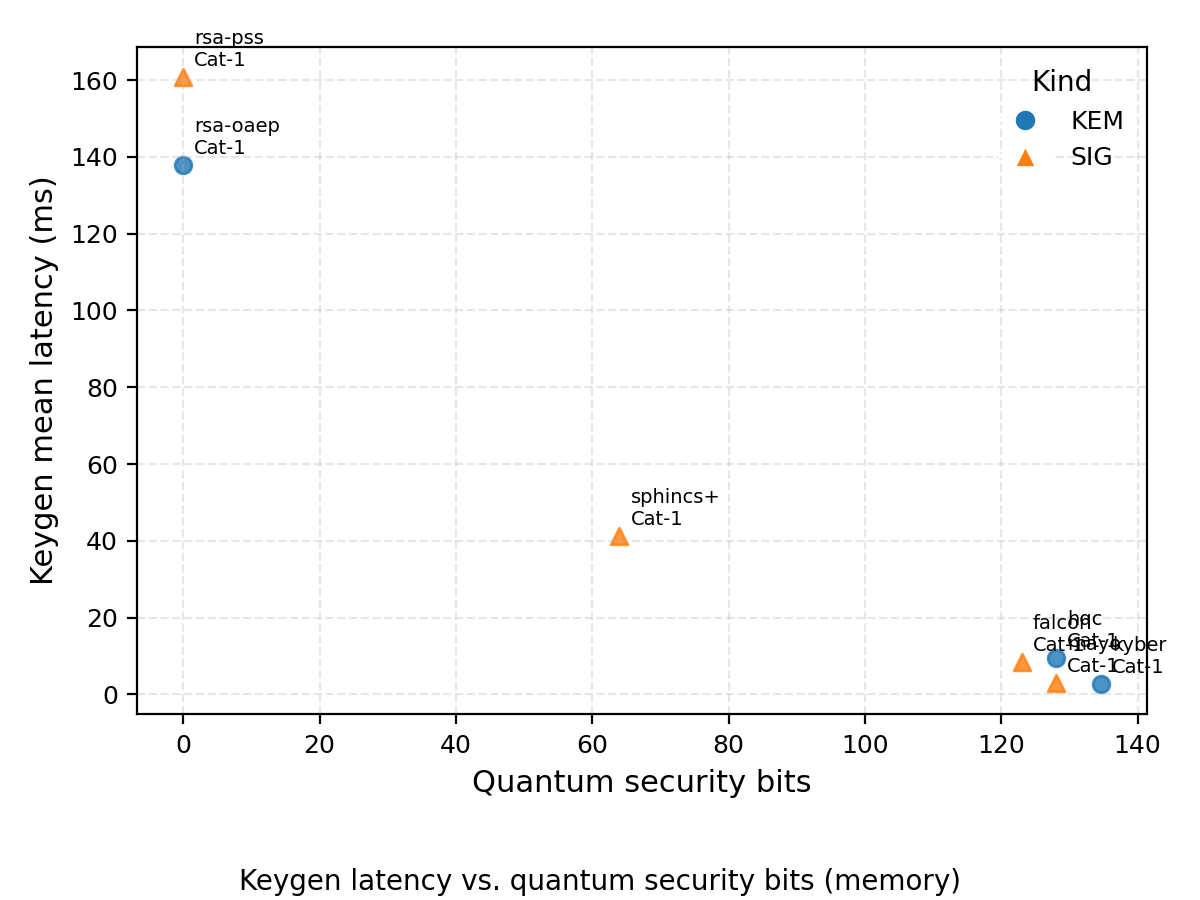 rsa-pss
Cat-1
rsa-oaep
Cat-1
Kind
KEM
SIG
sphincs+
Cat-1
falcon
Cat-1
hqc
Cat-1
mayo
Cat-1
kyber
Cat-1
160
140
120
100
80
60
40
20
0
Keygen mean latency (ms)
0
20
40
60
80
100
120
140
Quantum security bits
Keygen latency vs. quantum security bits (memory)